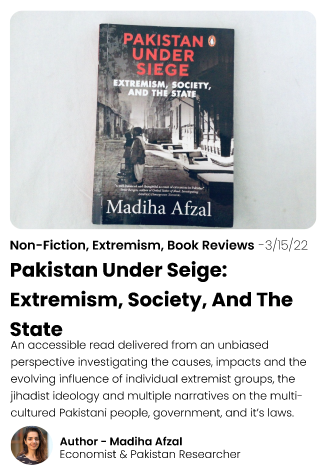 PAKISTAN
UNDER
SIEGE
EXTREMISM, SOCIETY,
AND THE STATE
Madiha Afzal
Non-Fiction, Extremism, Book Reviews -3/15/22
Pakistan Under Seige:
Extremism, Society, And The
State
An accessible read delivered from an unbiased
perspective investigating the causes, impacts and the
evolving influence of individual extremist groups, the
jihadist ideology and multiple narratives on the multi-
cultured Pakistani people, government, and it's laws.
Author - Madiha Afzal
Economist & Pakistan Researcher